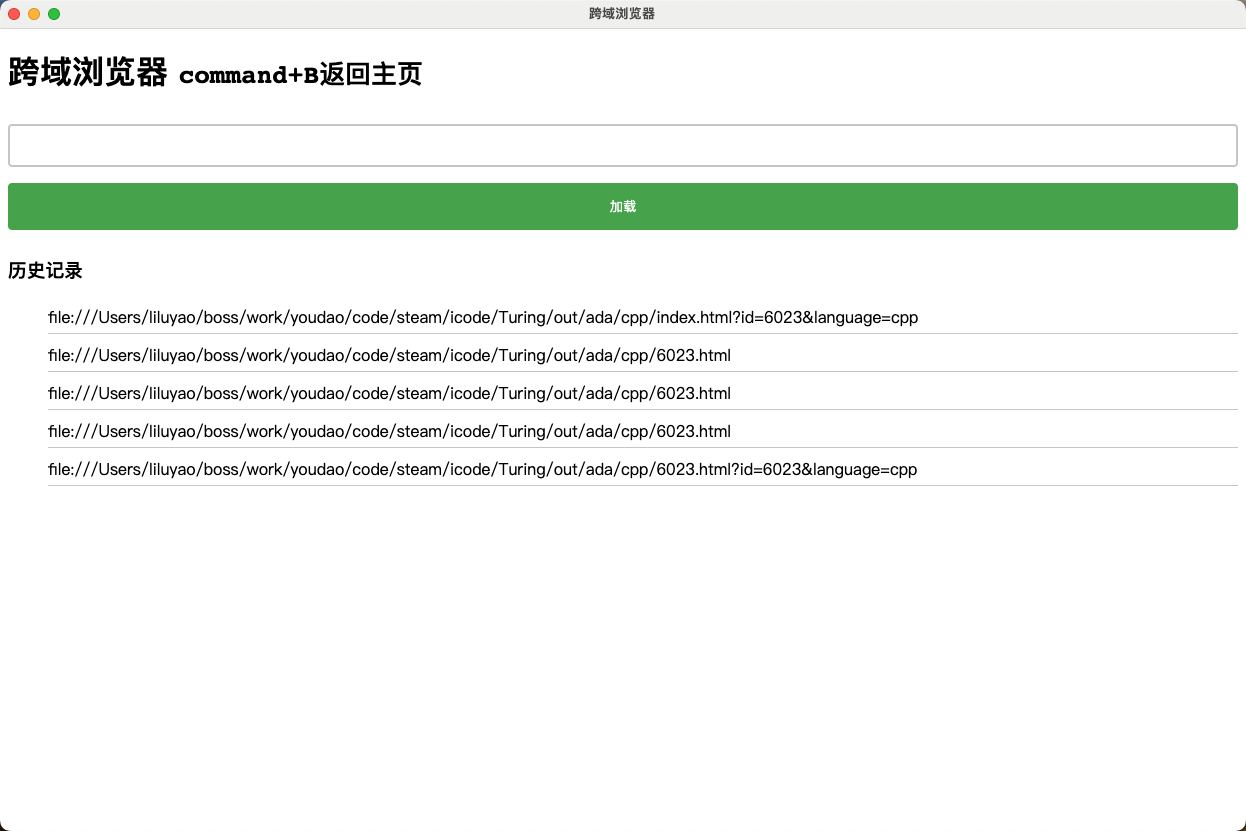 跨域浏览器
跨域浏览器 command+B返回主页
加载
历史记录
file:///Users/liluyao/boss/work/youdao/code/steam/icode/Turing/out/ada/cpp/index.html?id=6023&language=cpp
file:///Users/liluyao/boss/work/youdao/code/steam/icode/Turing/out/ada/cpp/6023.html
file:///Users/liluyao/boss/work/youdao/code/steam/icode/Turing/out/ada/cpp/6023.html
file:///Users/liluyao/boss/work/youdao/code/steam/icode/Turing/out/ada/cpp/6023.html
file:///Users/liluyao/boss/work/youdao/code/steam/icode/Turing/out/ada/cpp/6023.html?id=6023&language=cpp